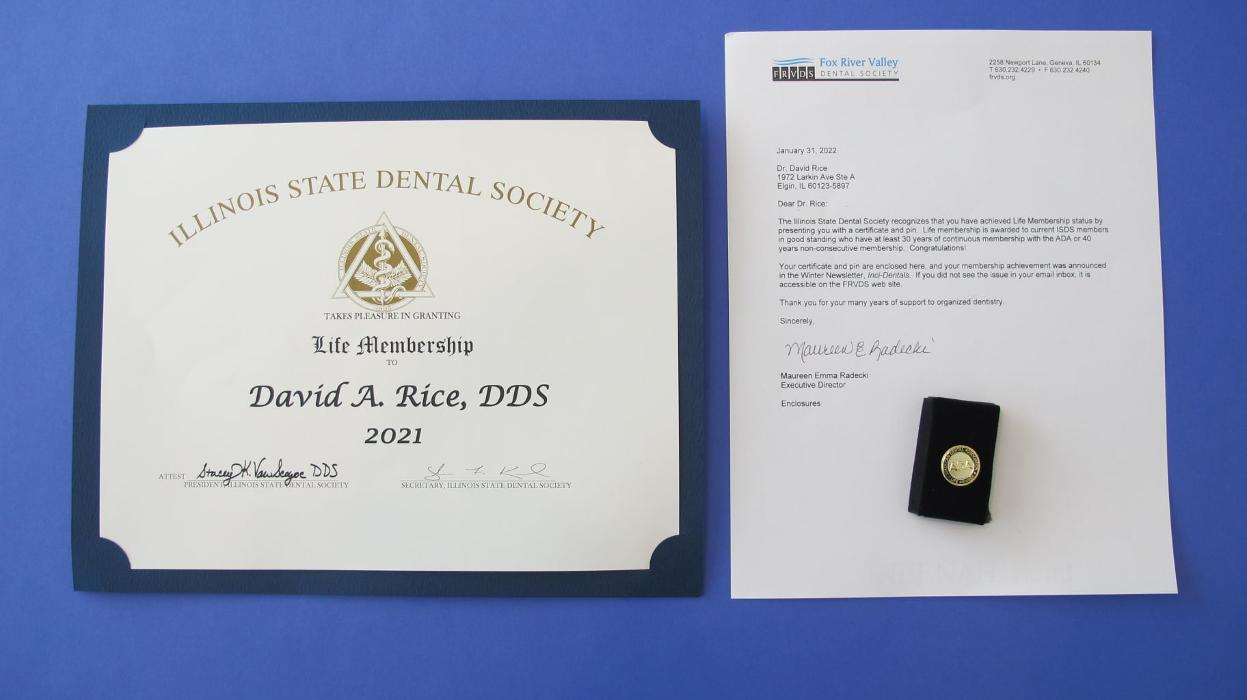 ILLINOIS STATE DENTAL SOCIETY
TAKES PLEASURE IN GRANTING
Life Membership
TO
David A. Rice, DDS
2021
ATTEST
PRESIDENT, ILLINOIS STATE DENTAL SOCIETY
SECRETARY, ILLINOIS STATE DENTAL SOCIETY
Fox River Valley
FRVDS DENTAL SOCIETY
2258 Newport Lane, Geneva, IL 60134
T 630.232.4229 • F 630.232.4240
frvds.org
January 31, 2022
Dr. David Rice
1972 Larkin Ave Ste A
Elgin, IL 60123-5897
Dear Dr. Rice:
The Illinois State Dental Society recognizes that you have achieved Life Membership status by
presenting you with a certificate and pin. Life membership is awarded to current ISDS members
in good standing who have at least 30 years of continuous membership with the ADA or 40
years non-consecutive membership. Congratulations!
Your certificate and pin are enclosed here, and your membership achievement was announced
in the Winter Newsletter, Inci-Dentals. If you did not see the issue in your email inbox, it is
accessible on the FRVDS web site.
Thank you for your many years of support to organized dentistry.
Sincerely,
Maureen E Radecki
Maureen Emma Radecki
Executive Director
Enclosures
ADA